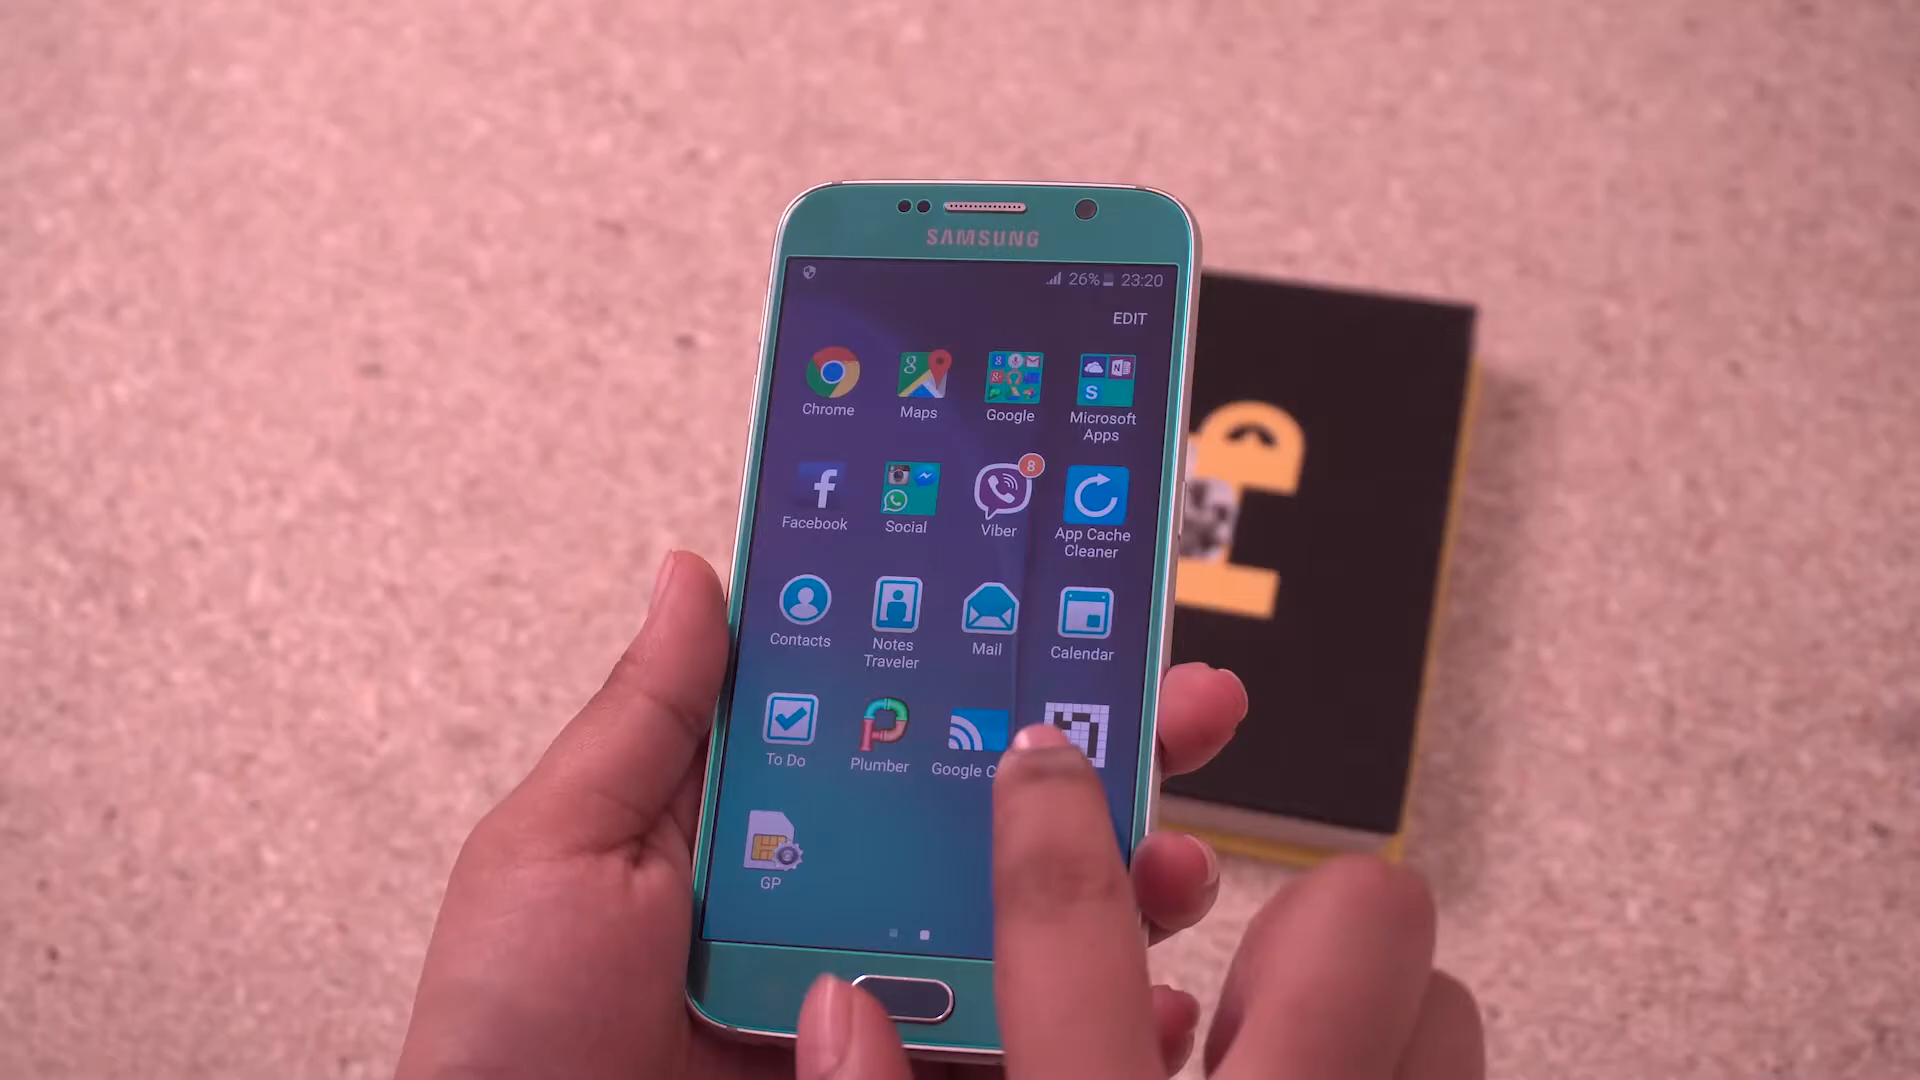 SAMSUNG
26% 23:20
EDIT
Chrome
Maps
Google
Microsoft
Apps
Facebook
Social
8
Viber
App Cache
Cleaner
Contacts
Notes
Traveler
Mail
Calendar
To Do
Plumber
Google
GP